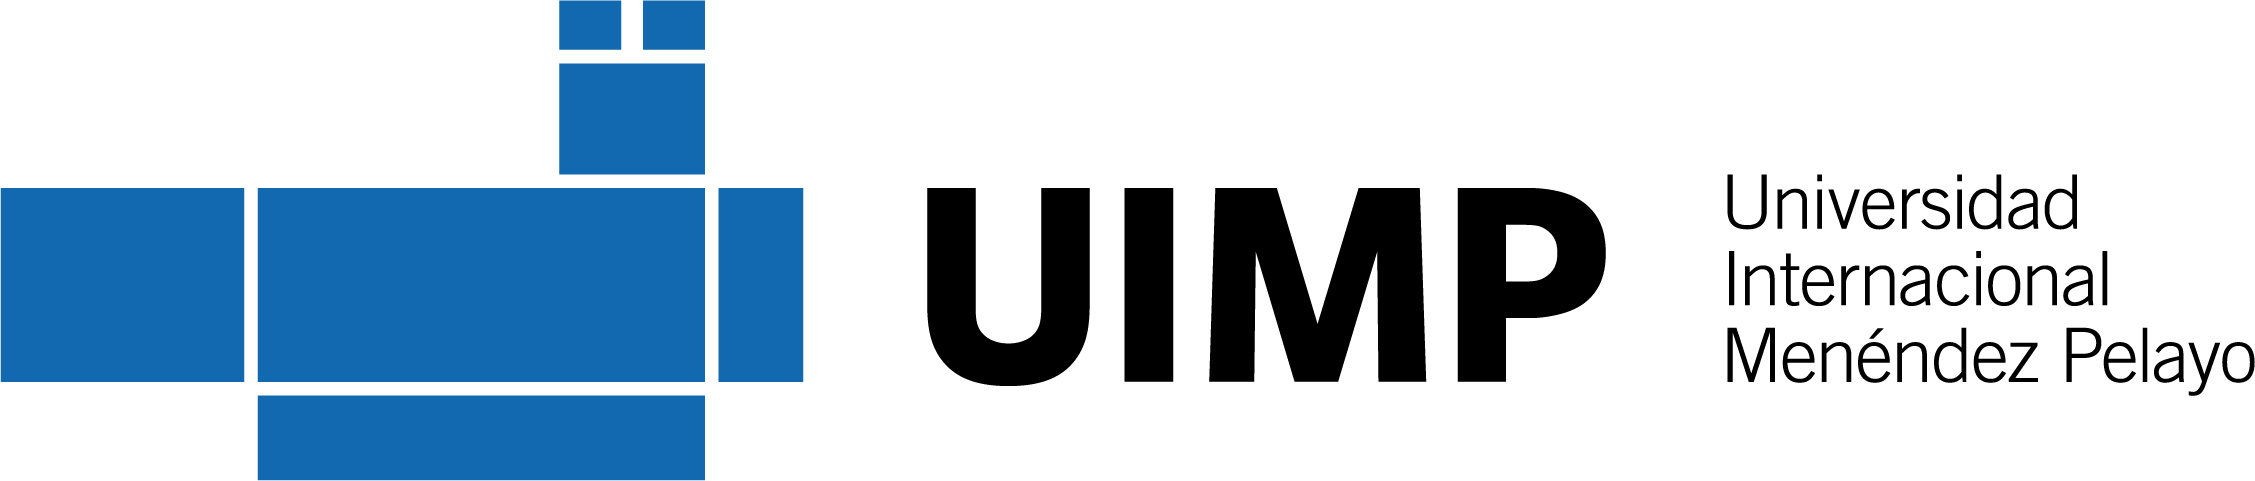 UIMP
Universidad
Internacional
Menéndez Pelayo